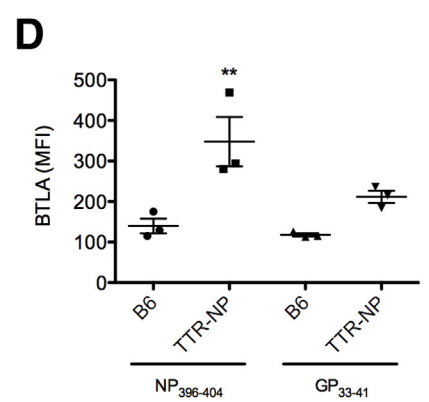 D
**
500
400
300
200
100
0
BTLA (MFI)
B6
TTR-NP
B6
TTR-NP
NP396-404
GP33-41